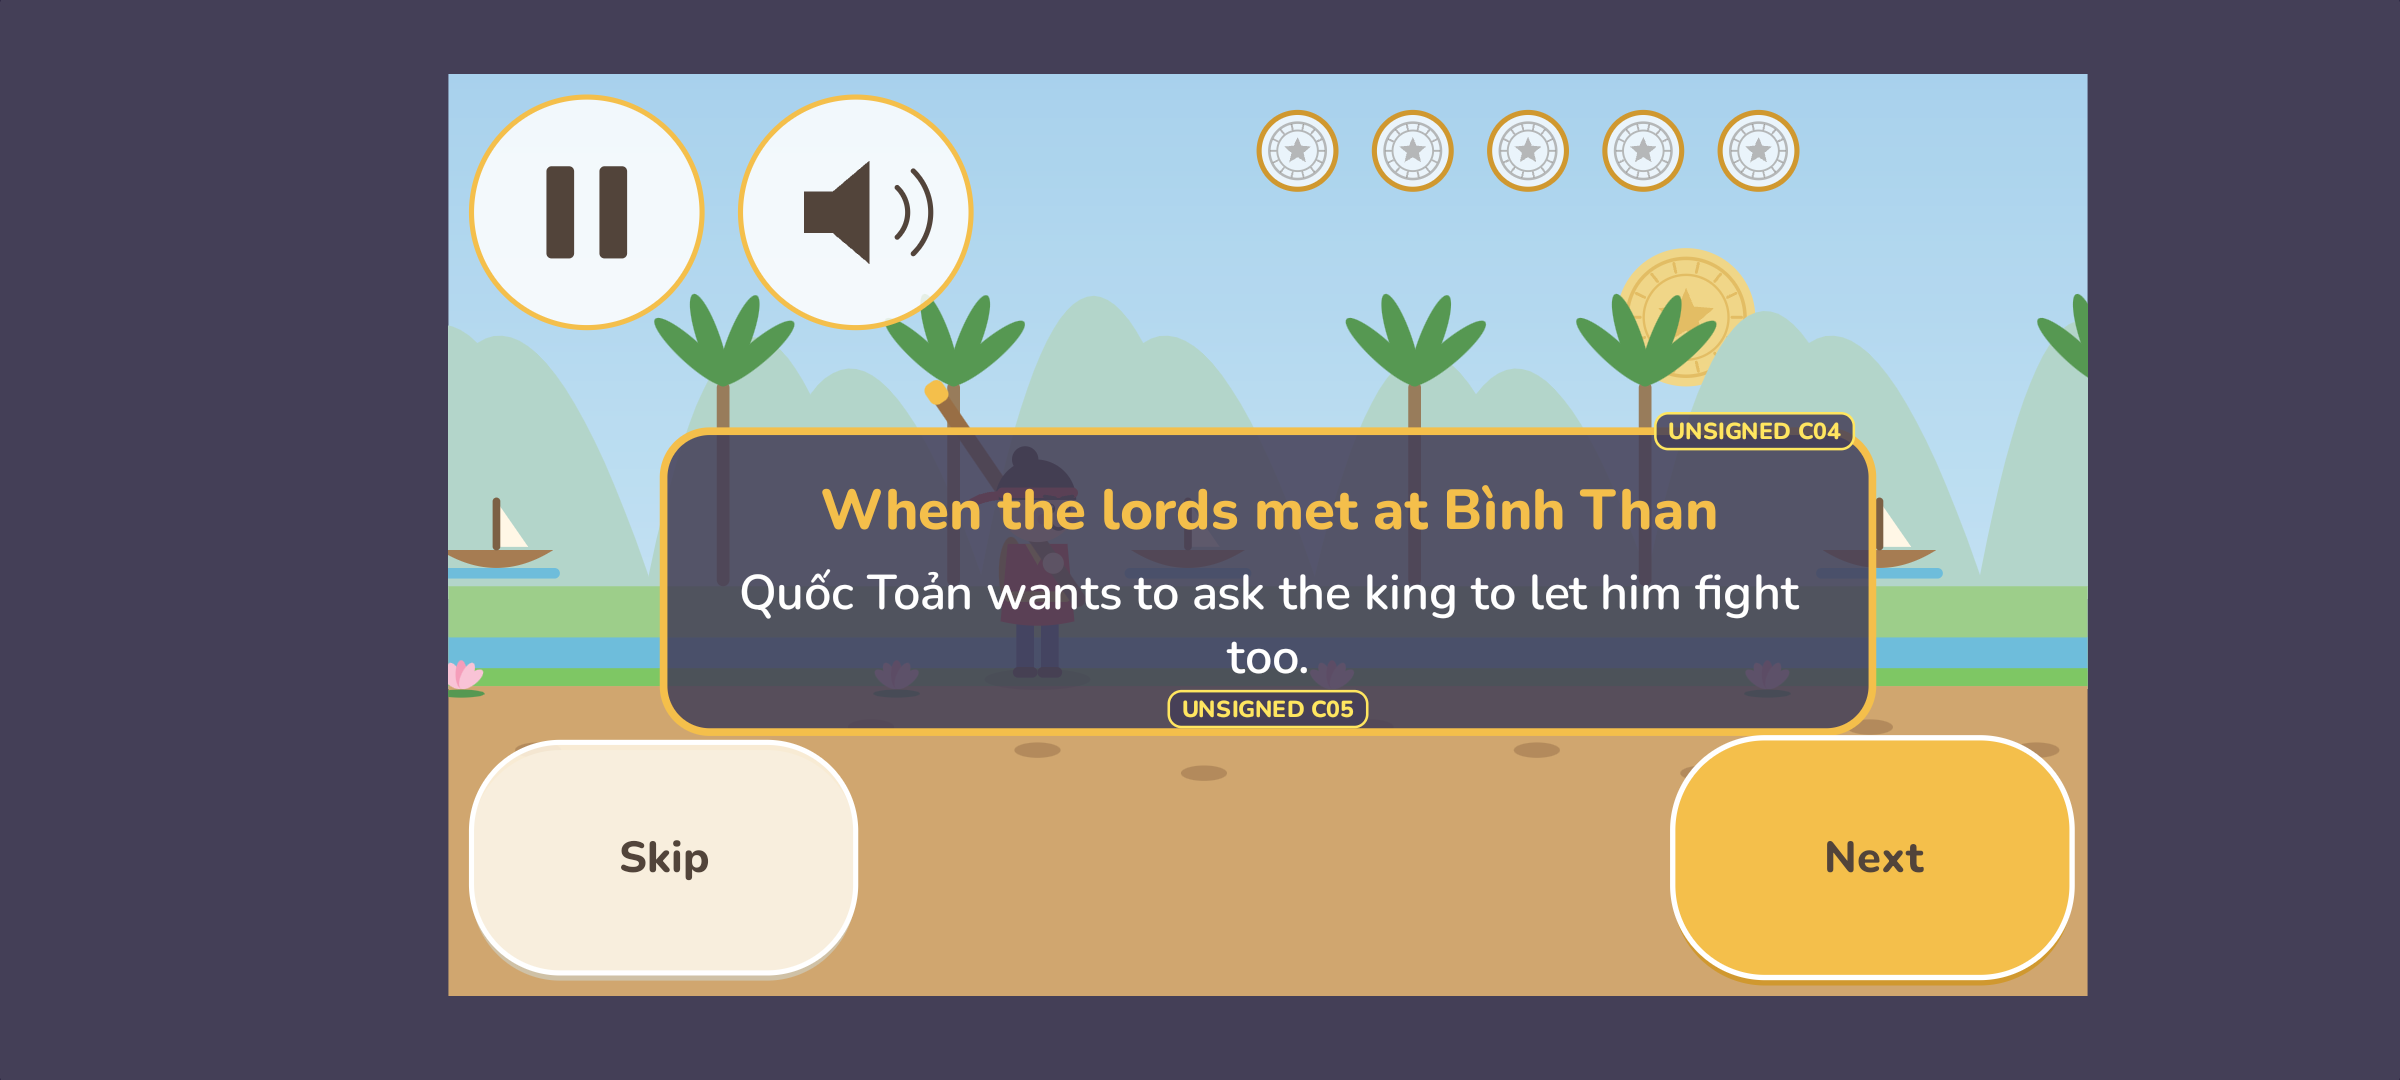 UNSIGNED C04
When the lords met at Bình Than
Quốc Toản wants to ask the king to let him fight
too.
UNSIGNED C05
Skip
Next